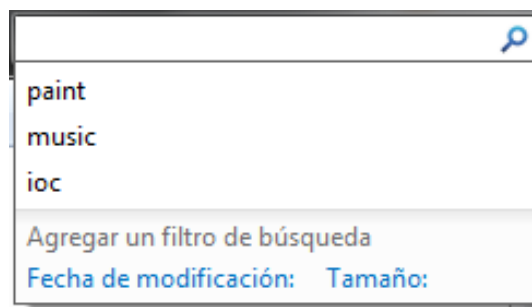 paint
music
ioc
Agregar un filtro de búsqueda
Fecha de modificación: Tamaño: